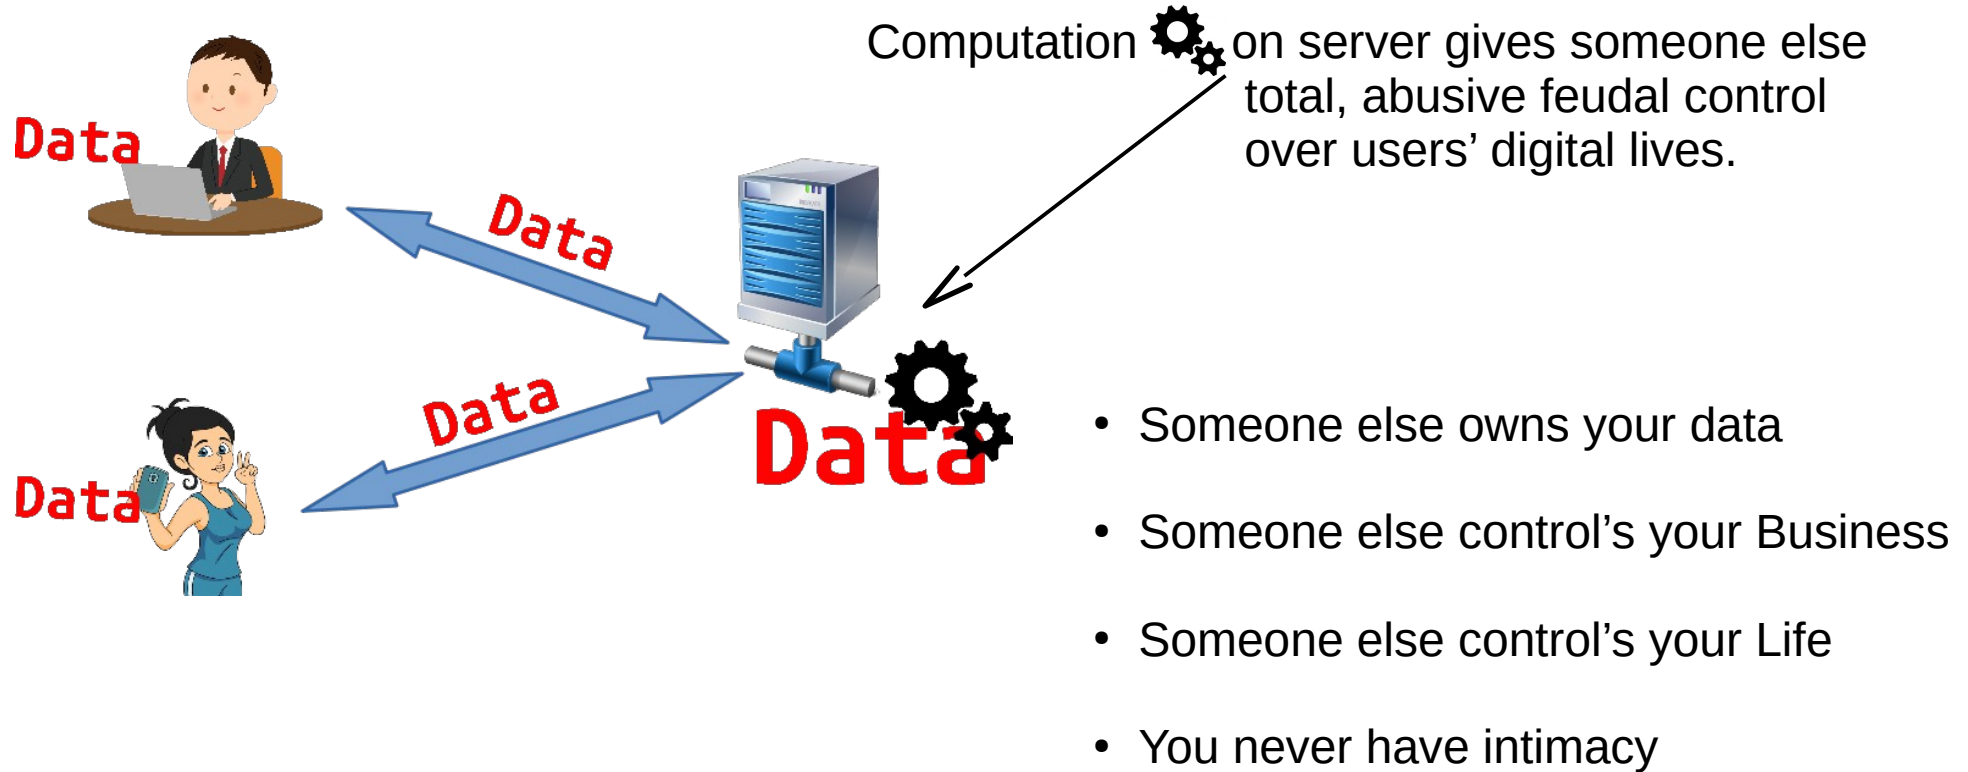 Computation on server gives someone else
total, abusive feudal control
over users’ digital lives.
Data
Data
Data
Data
Data
• Someone else owns your data
• Someone else control’s your Business
• Someone else control’s your Life
• You never have intimacy